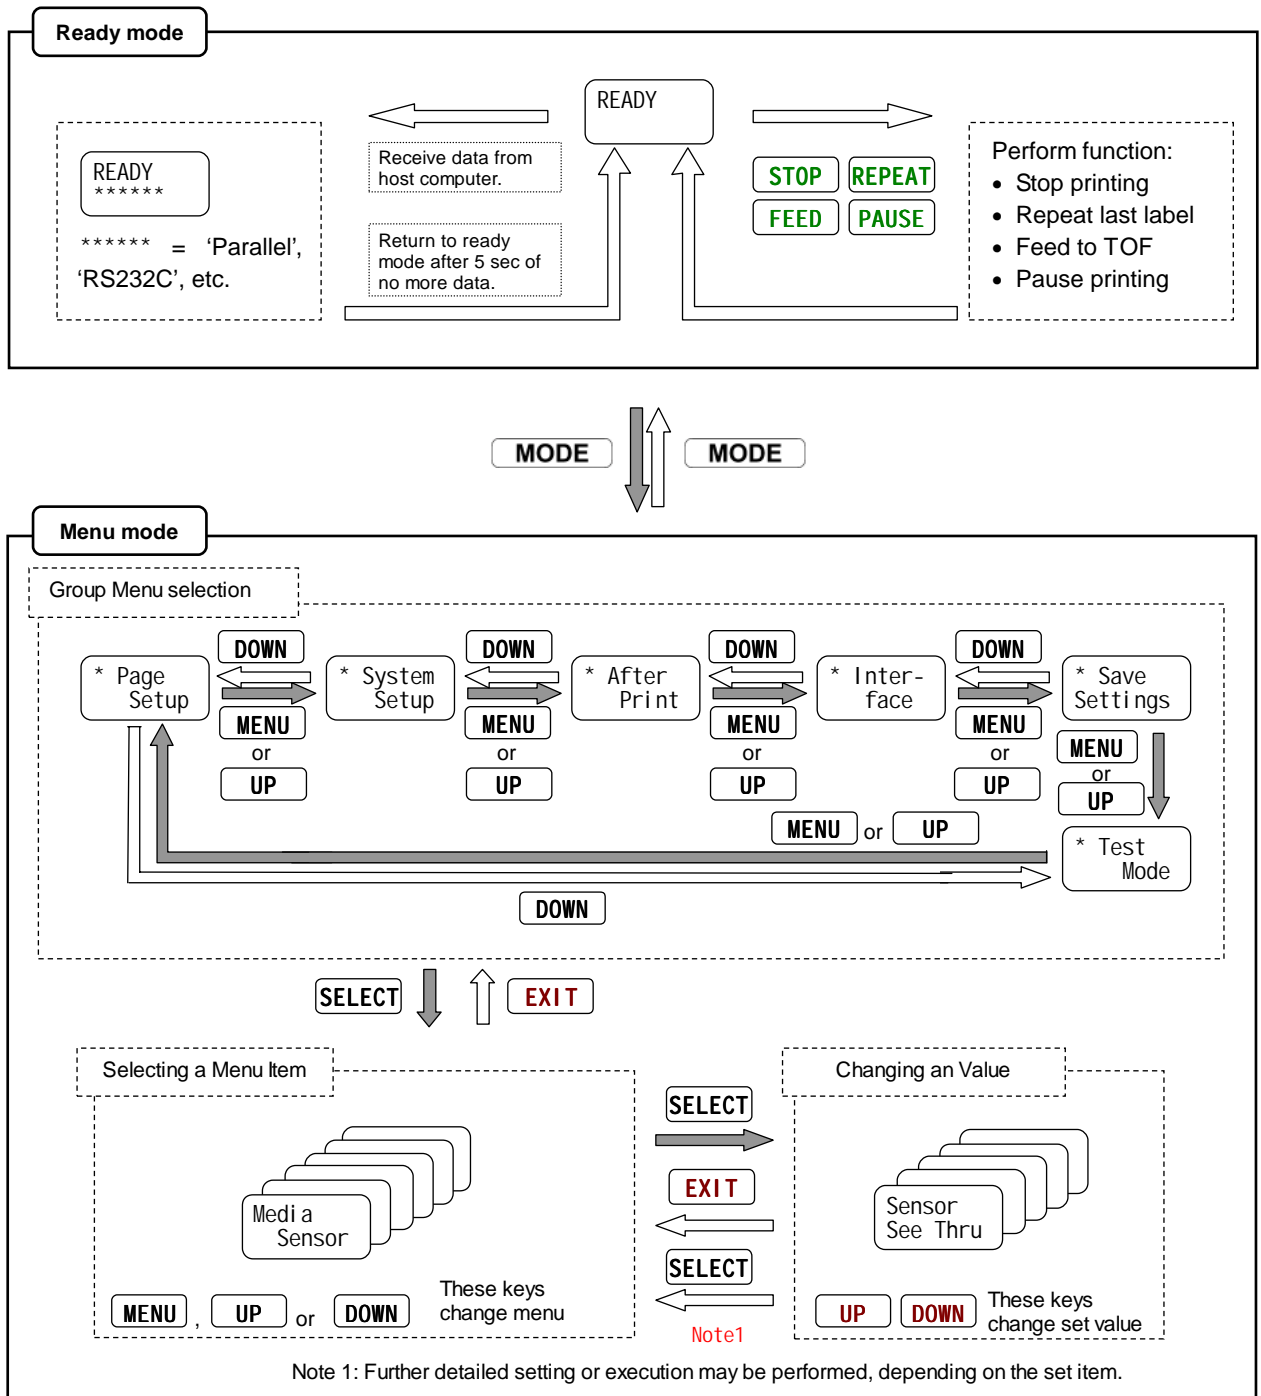 Ready mode
READY
READY
******
****** = ‘Parallel’,
‘RS232C’, etc.
Receive data from
host computer.
Return to ready
mode after 5 sec of
no more data.
STOP REPEAT
FEED PAUSE
Perform function:
• Stop printing
• Repeat last label
• Feed to TOF
• Pause printing
MODE MODE
Menu mode
Group Menu selection
DOWN DOWN DOWN DOWN
* Page
Setup
* System
Setup
* After
Print
* Inter-
face
* Save
Settings
MENU MENU MENU MENU
or or or or
UP UP UP UP
MENU
or
UP
MENU or UP
* Test
Mode
DOWN
SELECT EXIT
Selecting a Menu Item
Media
Sensor
MENU , UP or DOWN
These keys
change menu
SELECT
EXIT
SELECT
Note1
Changing an Value
Sensor
See Thru
UP DOWN
These keys
change set value
Note 1: Further detailed setting or execution may be performed, depending on the set item.